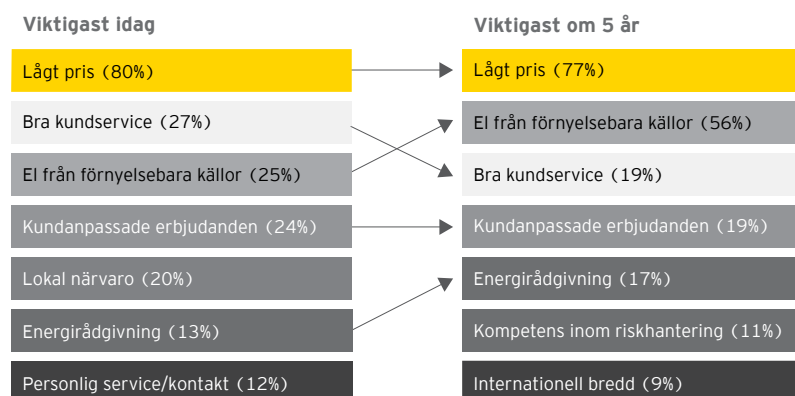 Viktigast idag
Lågt pris (80%)
Bra kundservice (27%)
El från förnyelsebara källor (25%)
Kundanpassade erbjudanden (24%)
Lokal närvaro (20%)
Energirådgivning (13%)
Personlig service/kontakt (12%)
Viktigast om 5 år
Lågt pris (77%)
El från förnyelsebara källor (56%)
Bra kundservice (19%)
Kundanpassade erbjudanden (19%)
Energirådgivning (17%)
Kompetens inom riskhantering (11%)
Internationell bredd (9%)